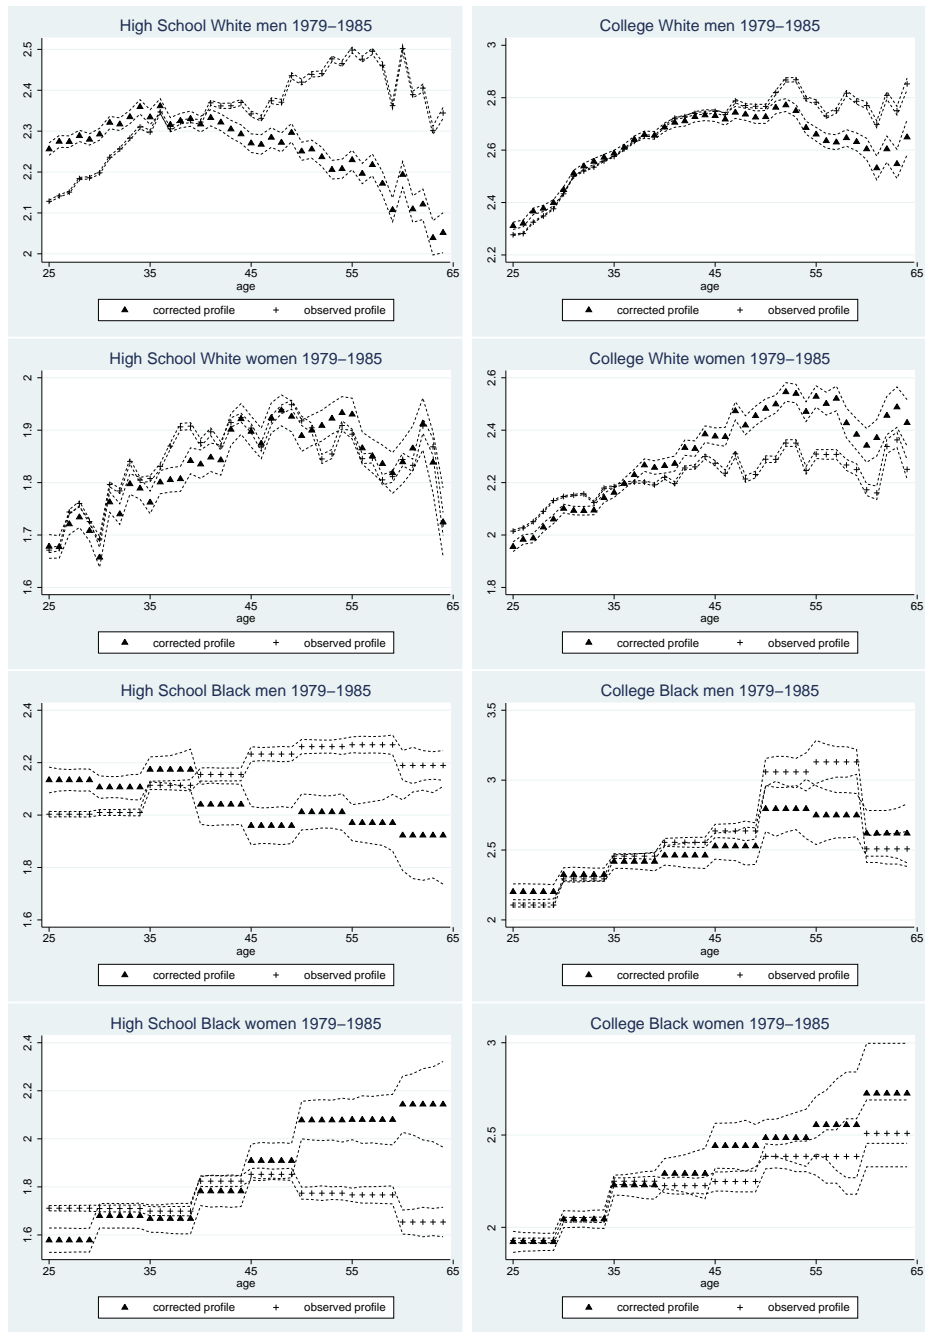 High School White men 1979–1985
2.5
2.4
2.3
2.2
2.1
2
25 35 45 55 65
age
corrected profile observed profile
College White men 1979–1985
3
2.8
2.6
2.4
2.2
25 35 45 55 65
age
corrected profile observed profile
High School White women 1979–1985
2
1.9
1.8
1.7
1.6
25 35 45 55 65
age
corrected profile observed profile
College White women 1979–1985
2.6
2.4
2.2
2
1.8
25 35 45 55 65
age
corrected profile observed profile
High School Black men 1979–1985
2.4
2.2
2
1.8
1.6
25 35 45 55 65
age
corrected profile observed profile
College Black men 1979–1985
3.5
3
2.5
2
25 35 45 55 65
age
corrected profile observed profile
High School Black women 1979–1985
2.4
2.2
2
1.8
1.6
25 35 45 55 65
age
corrected profile observed profile
College Black women 1979–1985
3
2.5
2
25 35 45 55 65
age
corrected profile observed profile